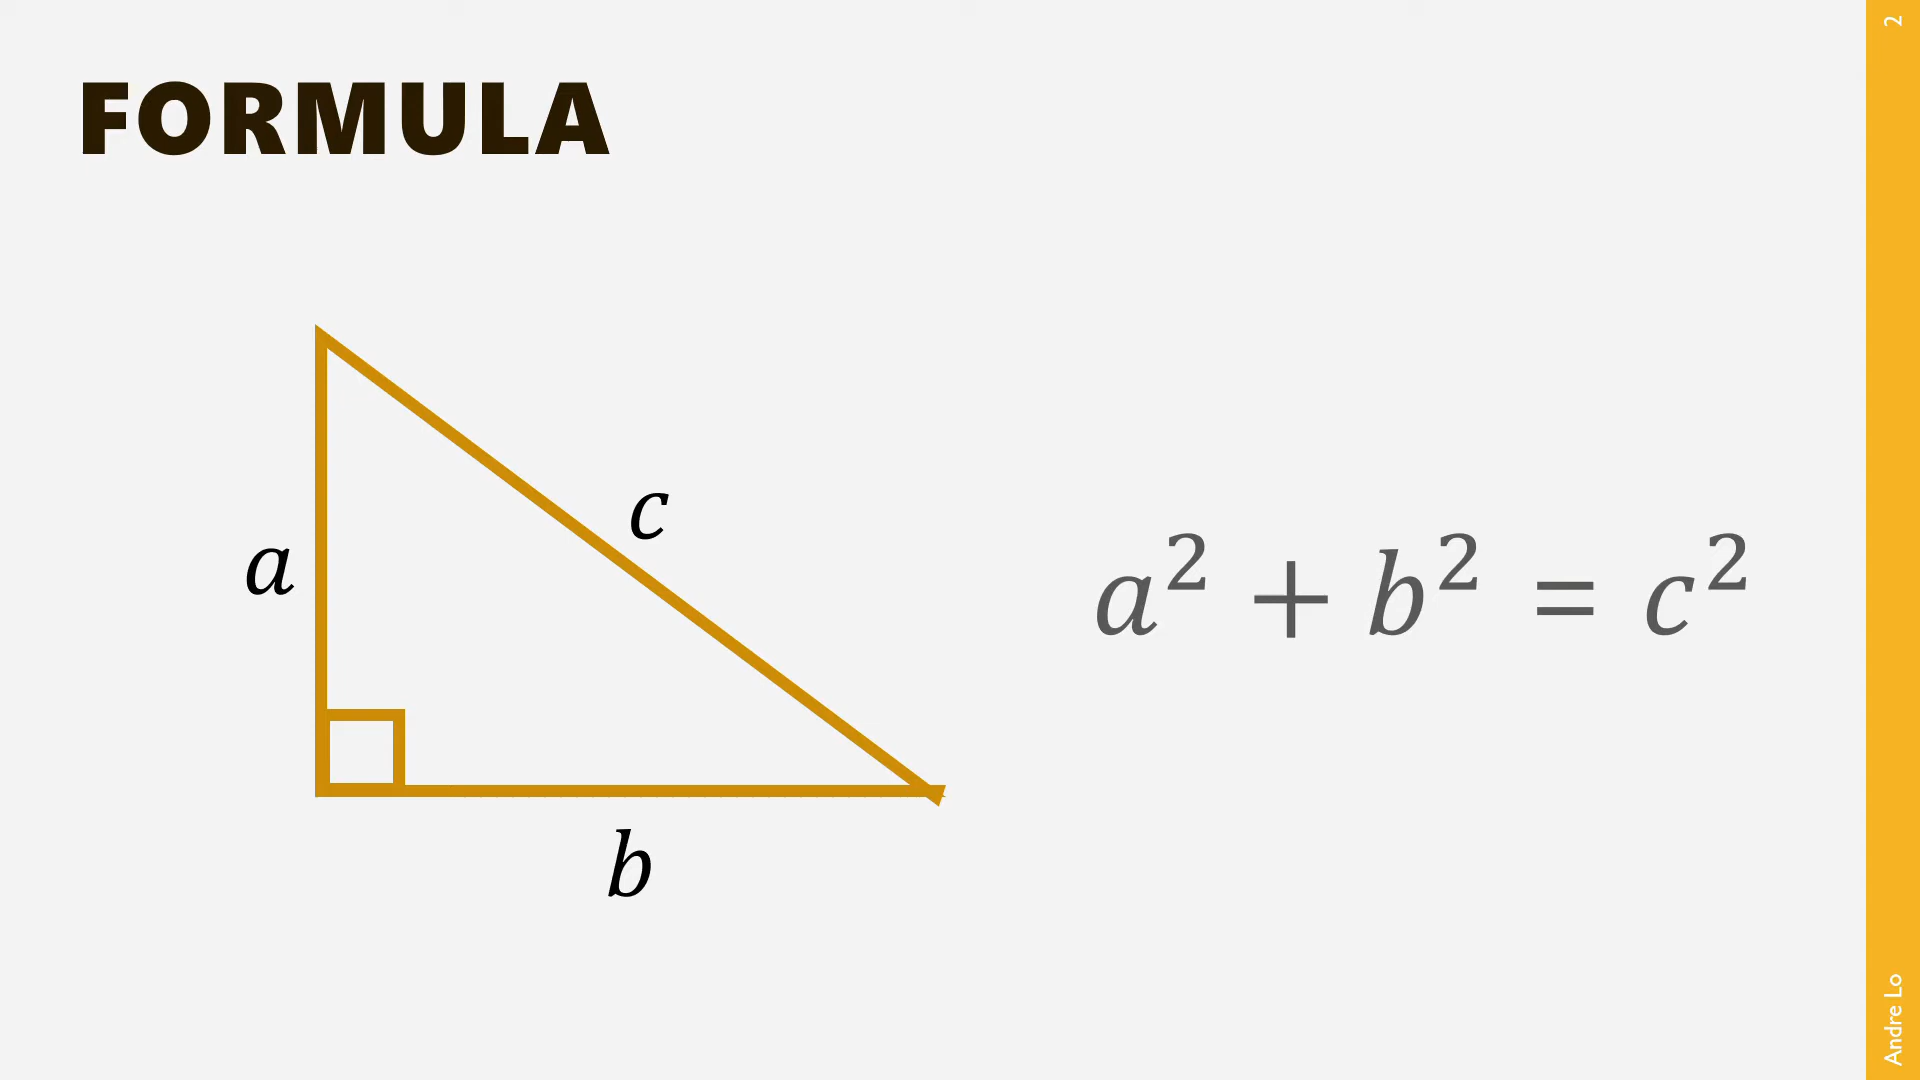 FORMULA
a
c
b
a² + b² = c²
2
Andre Lo